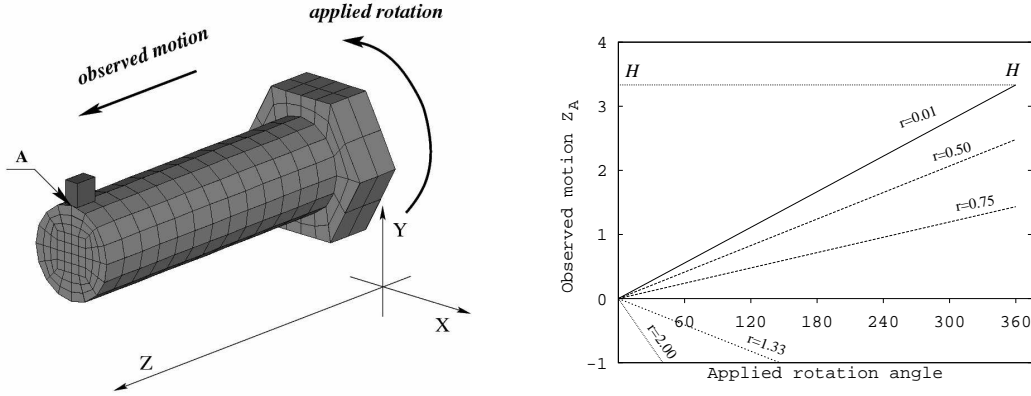 applied rotation
observed motion
A
Y
X
Z
4
3
2
1
0
-1
Observed motion Z_A
H
H
r=0.01
r=0.50
r=0.75
r=1.33
r=2.00
60 120 180 240 300 360
Applied rotation angle